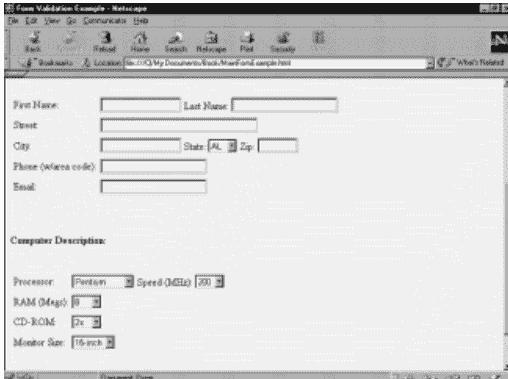 Form Validation Example - Netscape
File Edit View Go Communicator Help
Back Reload Home Search Netscape Print Security
Bookmarks Location: What's Related
First Name: Last Name:
Street:
City: State: AL Zip:
Phone (w/area code):
Email:
Computer Description:
Processor: Pentium Speed (MHz): 200
RAM (Megs): 8
CD-ROM: 2x
Monitor Size: 16-inch
Document: Done